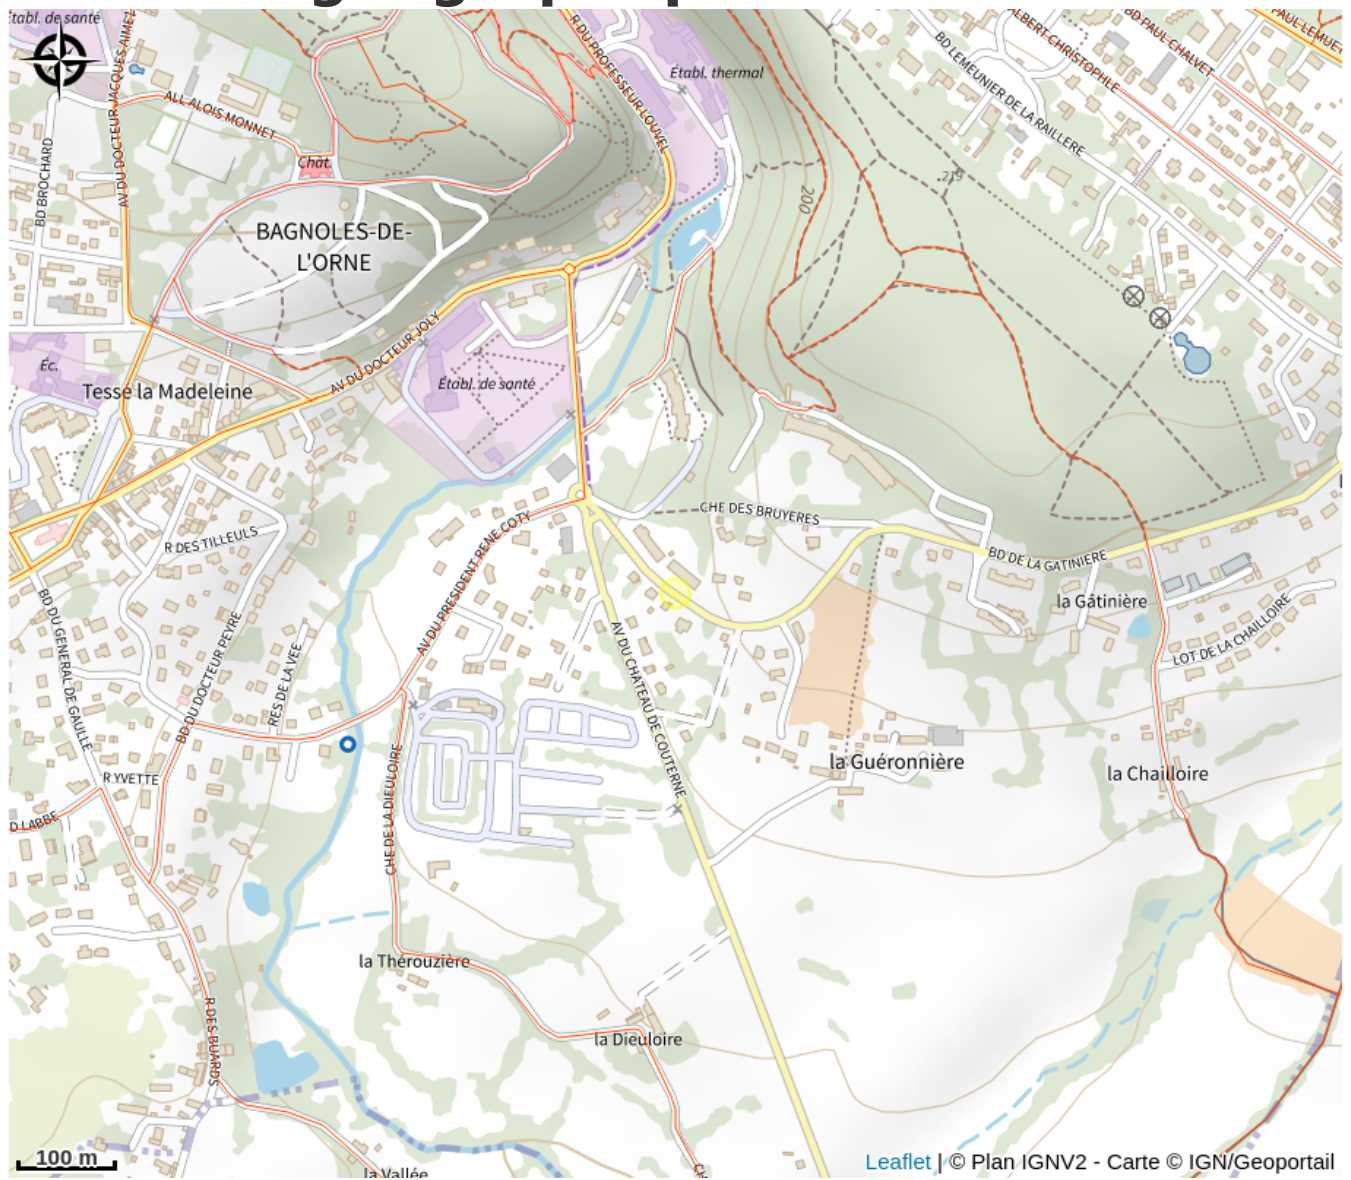 Établ. de santé
AV DU DOCTEUR JACQUES AIMEZ
R DU PROFESSEUR LOUVEL
Établ. thermal
BD LEMEUNIER DE LA RAILLERE
ALBERT CHRISTOPHE
BD PAUL CHALVET
PAUL LEMUET
ALL ALOIS MONNET
BD BROCHARD
Chât.
219
200
BAGNOLES-DE-
L'ORNE
AV DU DOCTEUR JOLY
Éc.
Tesse la Madeleine
Établ. de santé
CHE DES BRUYERES
R DES TILLEULS
AV DU PRESIDENT RENE COTY
BD DE LA GATINIERE
la Gâtinière
BD DU GENERAL DE GAULLE
BD DU DOCTEUR PEYRE
RES DE LA VEE
AV DU CHATEAU DE COUTERNE
LOT DE LA CHAILLOIRE
CHE DE LA DIEULOIRE
la Guéronnière
la Chailloire
R YVETTE
D LABBE
la Thérouzière
R DES BUARDS
la Dieuloire
la Vallée
CH
100 m
Leaflet | © Plan IGNV2 - Carte © IGN/Geoportail